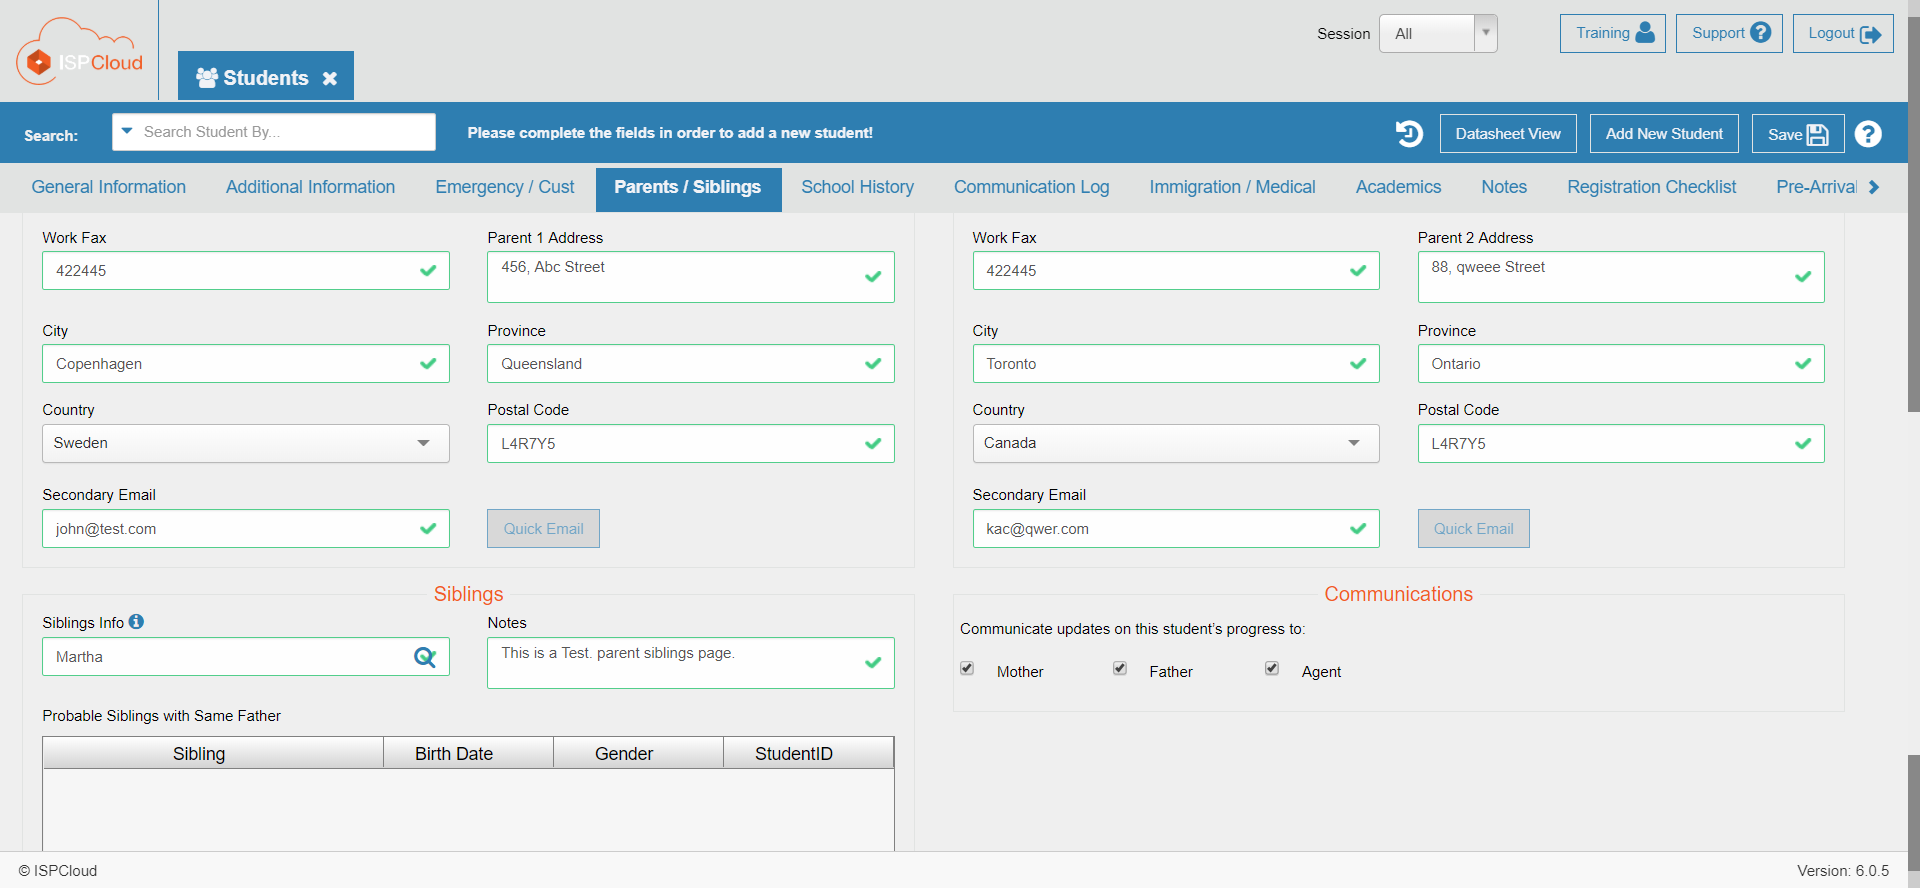 Session
All
Training
Support
Logout
ISPCloud
Students
Search:
Search Student By...
Please complete the fields in order to add a new student!
Datasheet View
Add New Student
Save
General Information
Additional Information
Emergency / Cust
Parents / Siblings
School History
Communication Log
Immigration / Medical
Academics
Notes
Registration Checklist
Pre-Arrival
Work Fax
Parent 1 Address
422445
456, Abc Street
City
Province
Copenhagen
Queensland
Country
Postal Code
Sweden
L4R7Y5
Secondary Email
john@test.com
Quick Email
Work Fax
Parent 2 Address
422445
88, qweee Street
City
Province
Toronto
Ontario
Country
Postal Code
Canada
L4R7Y5
Secondary Email
kac@qwer.com
Quick Email
Siblings
Siblings Info
Notes
Martha
This is a Test. parent siblings page.
Probable Siblings with Same Father
Sibling
Birth Date
Gender
StudentID
Communications
Communicate updates on this student's progress to:
Mother
Father
Agent
© ISPCloud
Version: 6.0.5